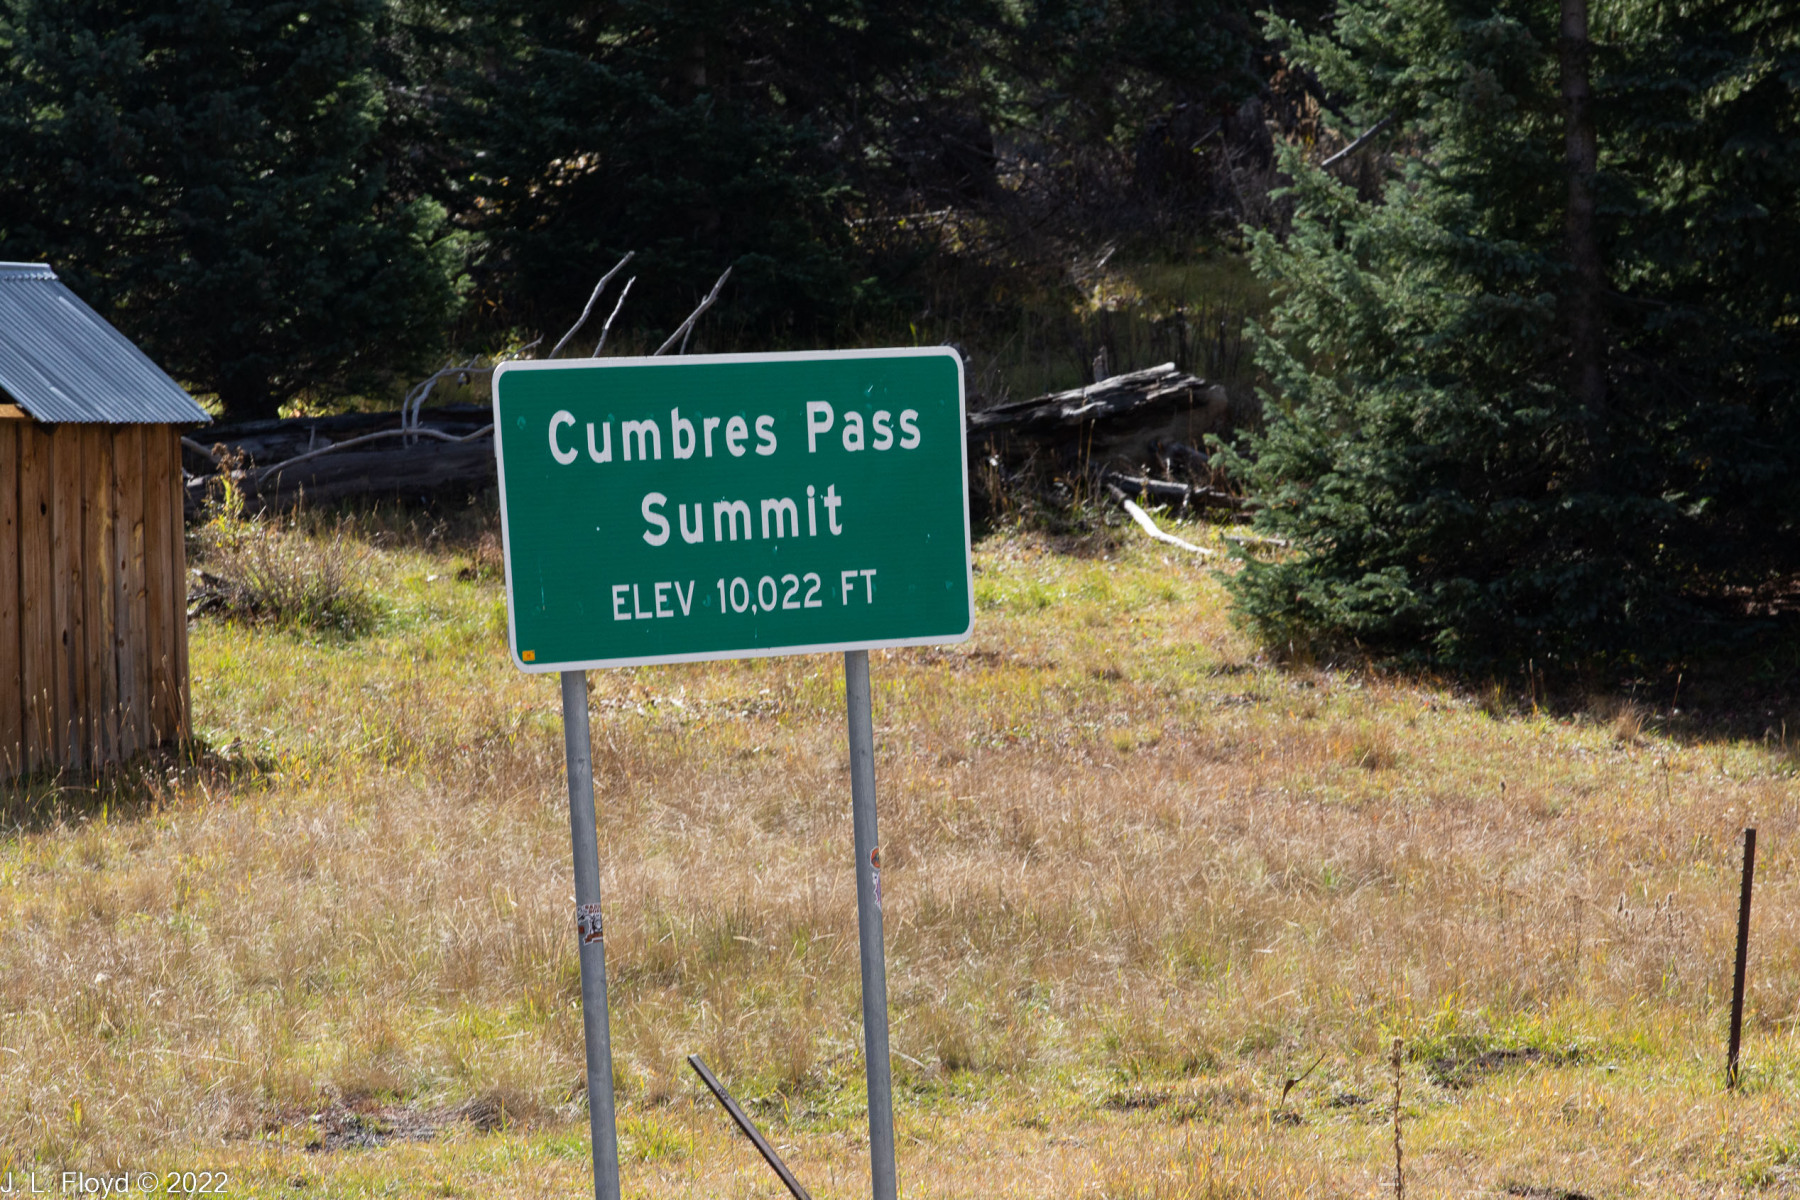 Cumbres Pass
Summit
ELEV 10,022 FT
J. L. Floyd © 2022